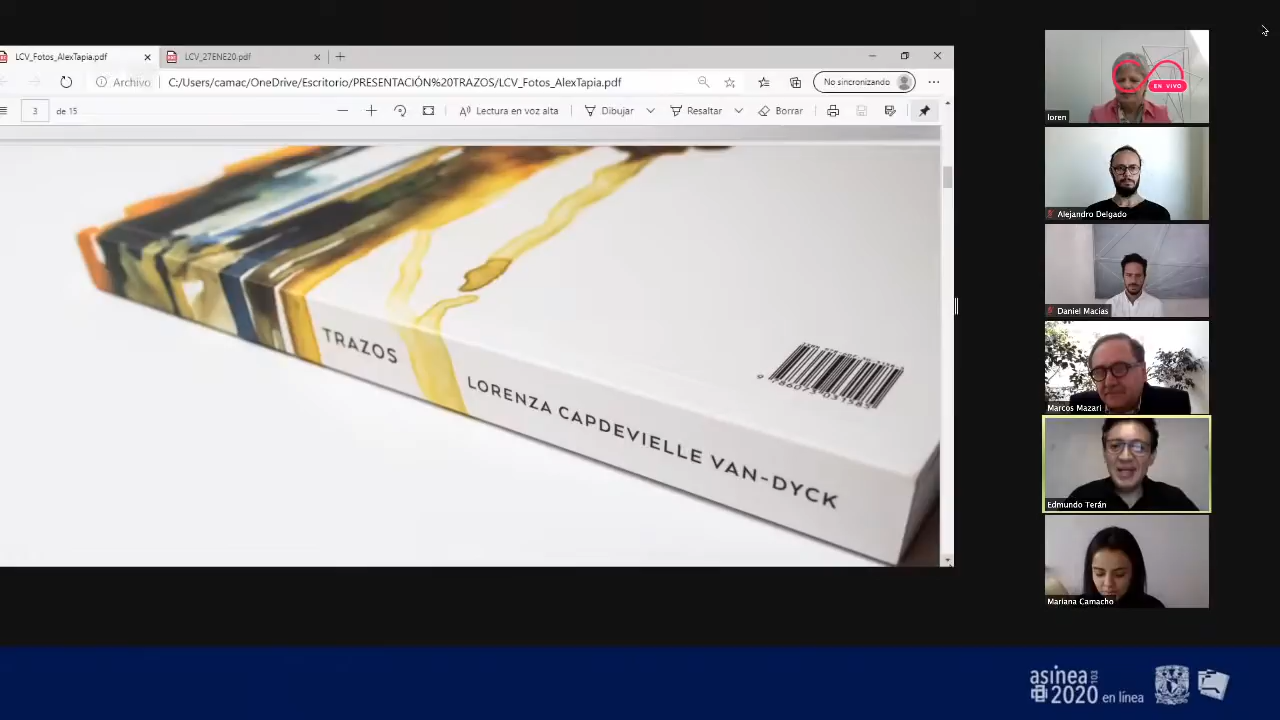 LCV_Fotos_AlexTapia.pdf
LCV_27ENE20.pdf
Archivo
C:/Users/camac/OneDrive/Escritorio/PRESENTACIÓN%20TRAZOS/LCV_Fotos_AlexTapia.pdf
No sincronizando
3 de 15
Lectura en voz alta
Dibujar
Resaltar
Borrar
TRAZOS
LORENZA CAPDEVIELLE VAN-DYCK
EN VIVO
loren
Alejandro Delgado
Daniel Macias
Marcos Mazari
Edmundo Terán
Mariana Camacho
asinea 103
2020 en línea